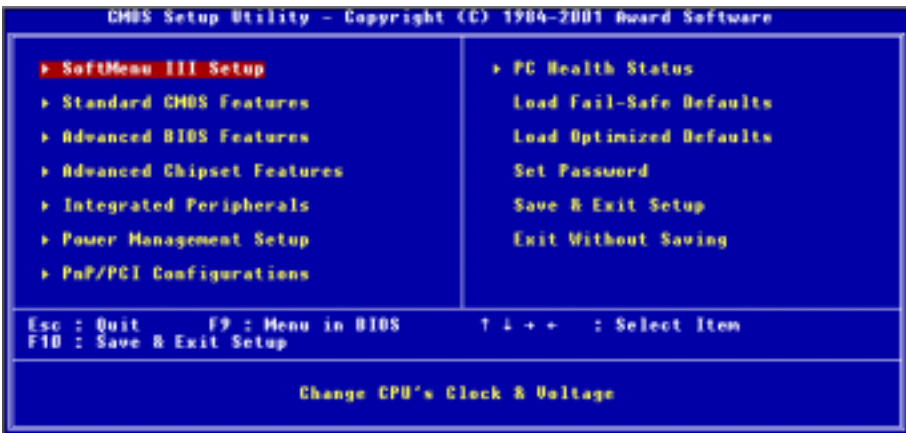 CMOS Setup Utility - Copyright (C) 1984-2001 Award Software
▸ SoftMenu III Setup
▸ Standard CMOS Features
▸ Advanced BIOS Features
▸ Advanced Chipset Features
▸ Integrated Peripherals
▸ Power Management Setup
▸ PnP/PCI Configurations
▸ PC Health Status
Load Fail-Safe Defaults
Load Optimized Defaults
Set Password
Save & Exit Setup
Exit Without Saving
Esc : Quit F9 : Menu in BIOS ↑ ↓ → ← : Select Item
F10 : Save & Exit Setup
Change CPU's Clock & Voltage